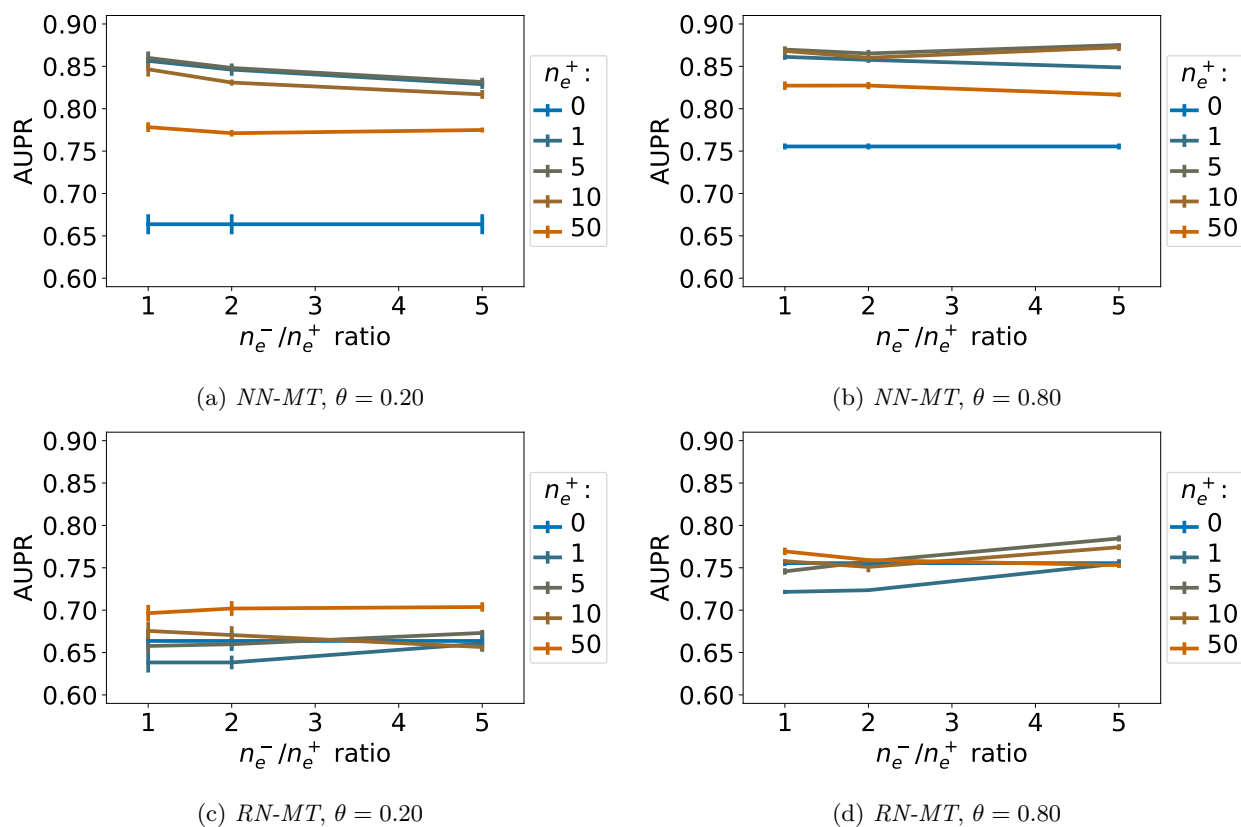 0.90
0.85
0.80
0.75
0.70
0.65
0.60
AUPR
1 2 3 4 5
n_e^-/n_e^+ ratio
n_e^+:
0
1
5
10
50
(a) NN-MT, θ = 0.20
0.90
0.85
0.80
0.75
0.70
0.65
0.60
AUPR
1 2 3 4 5
n_e^-/n_e^+ ratio
n_e^+:
0
1
5
10
50
(b) NN-MT, θ = 0.80
0.90
0.85
0.80
0.75
0.70
0.65
0.60
AUPR
1 2 3 4 5
n_e^-/n_e^+ ratio
n_e^+:
0
1
5
10
50
(c) RN-MT, θ = 0.20
0.90
0.85
0.80
0.75
0.70
0.65
0.60
AUPR
1 2 3 4 5
n_e^-/n_e^+ ratio
n_e^+:
0
1
5
10
50
(d) RN-MT, θ = 0.80